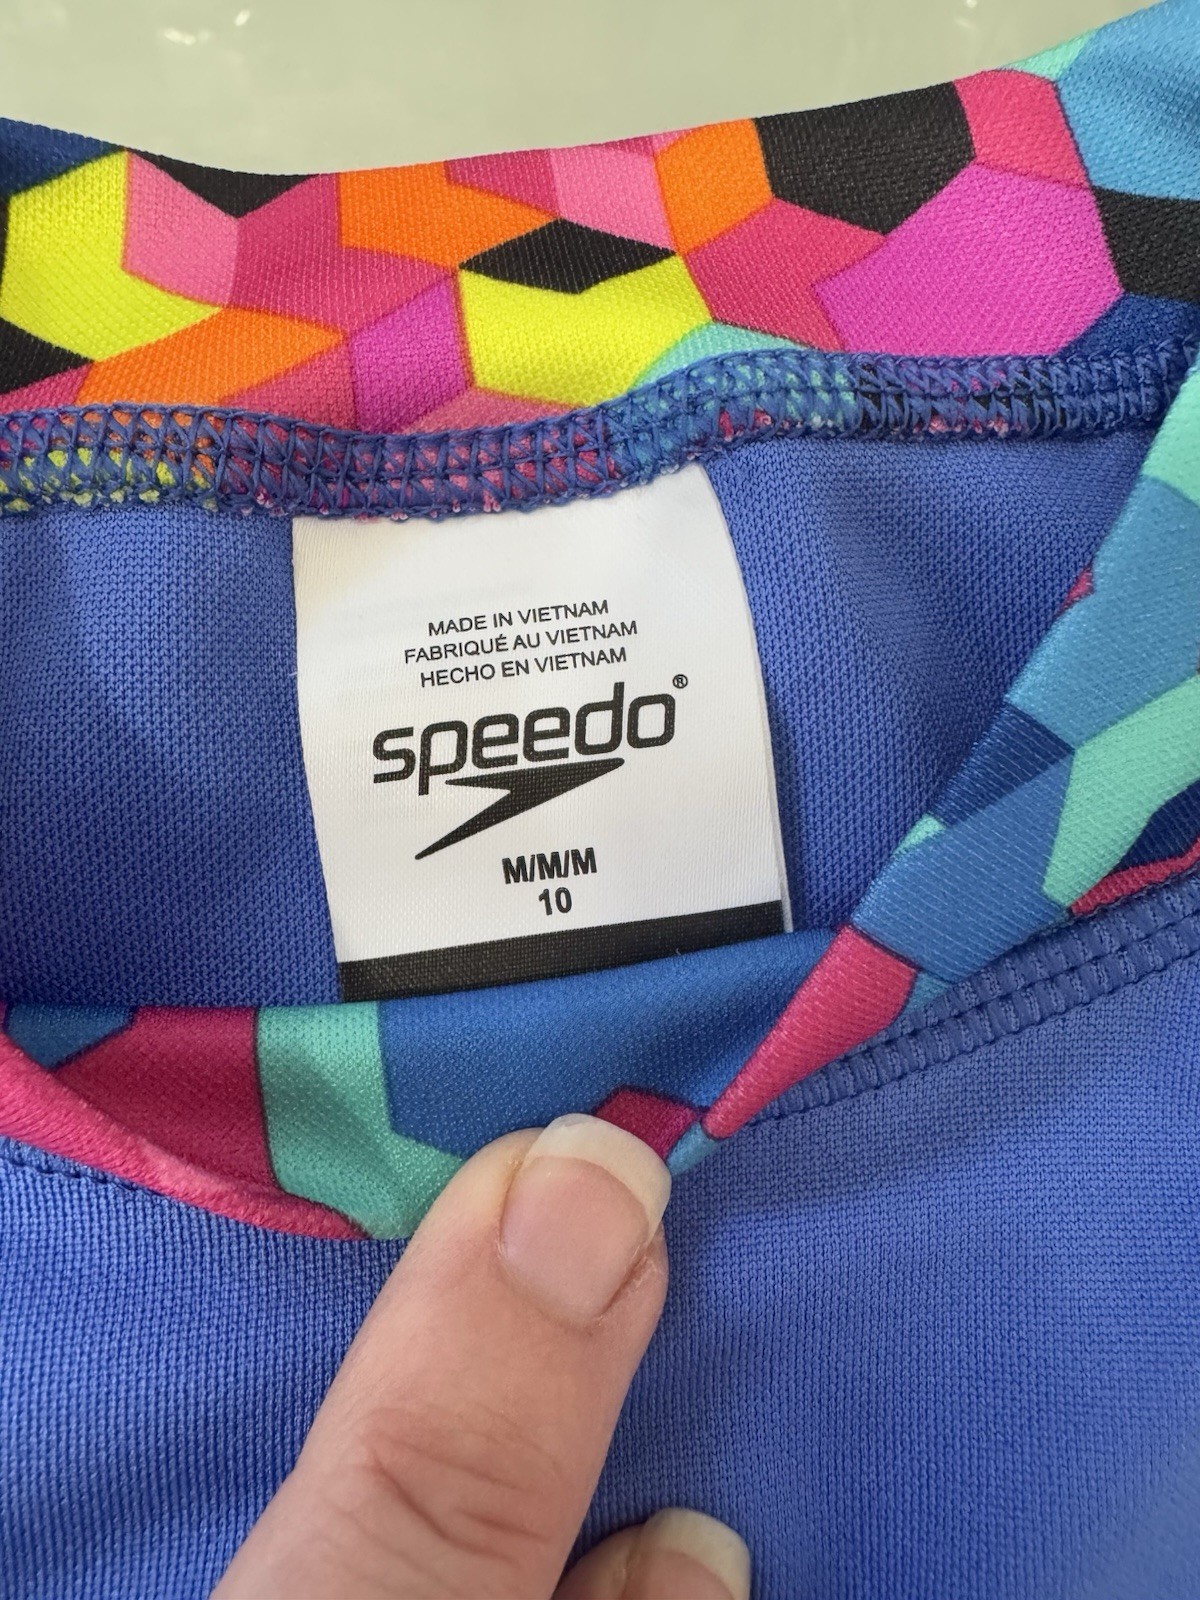 MADE IN VIETNAM
FABRIQUÉ AU VIETNAM
HECHO EN VIETNAM
speedo®
M/M/M
10